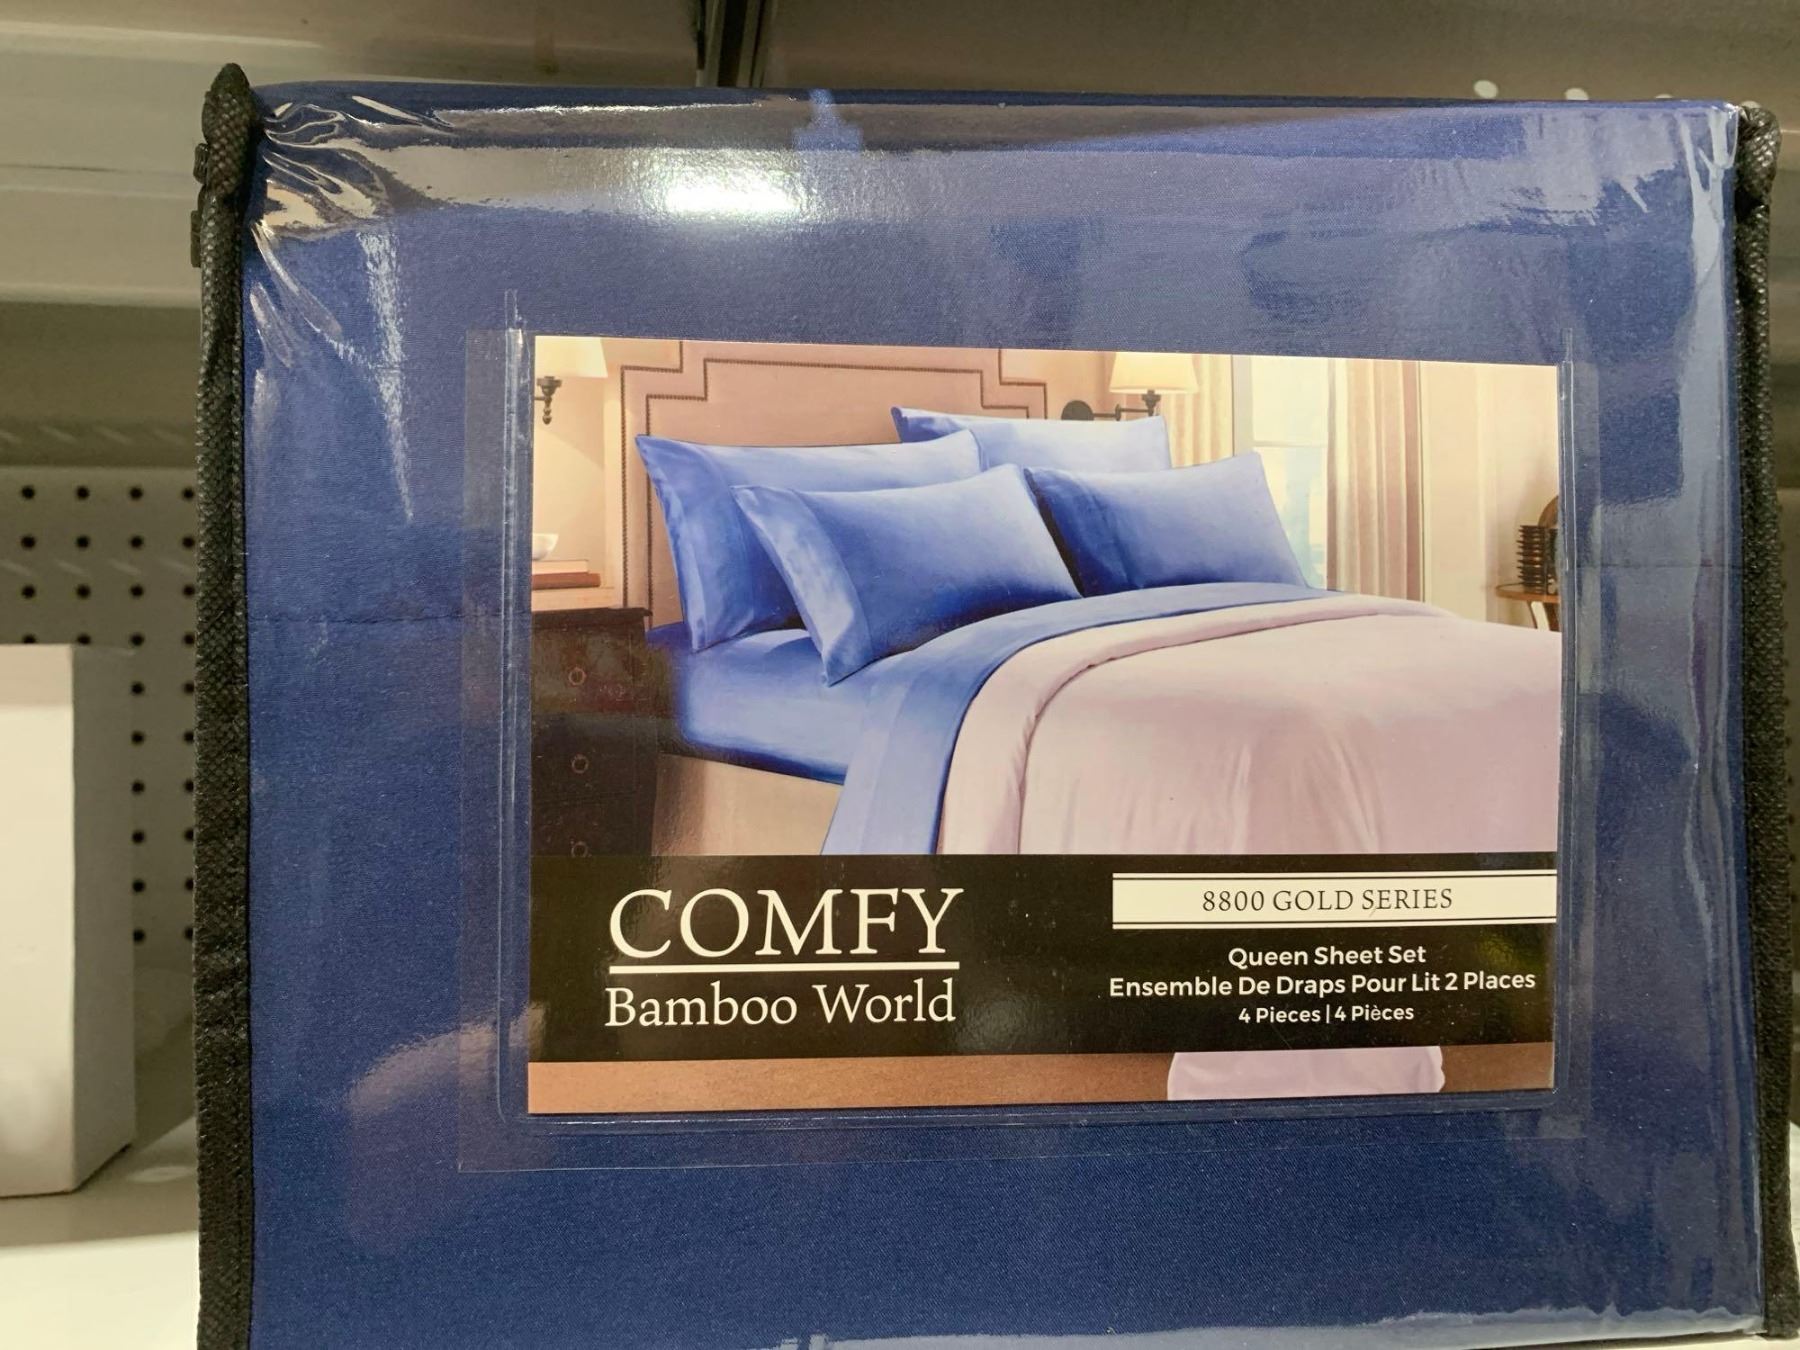 COMFY
Bamboo World
8800 GOLD SERIES
Queen Sheet Set
Ensemble De Draps Pour Lit 2 Places
4 Pieces | 4 Pièces